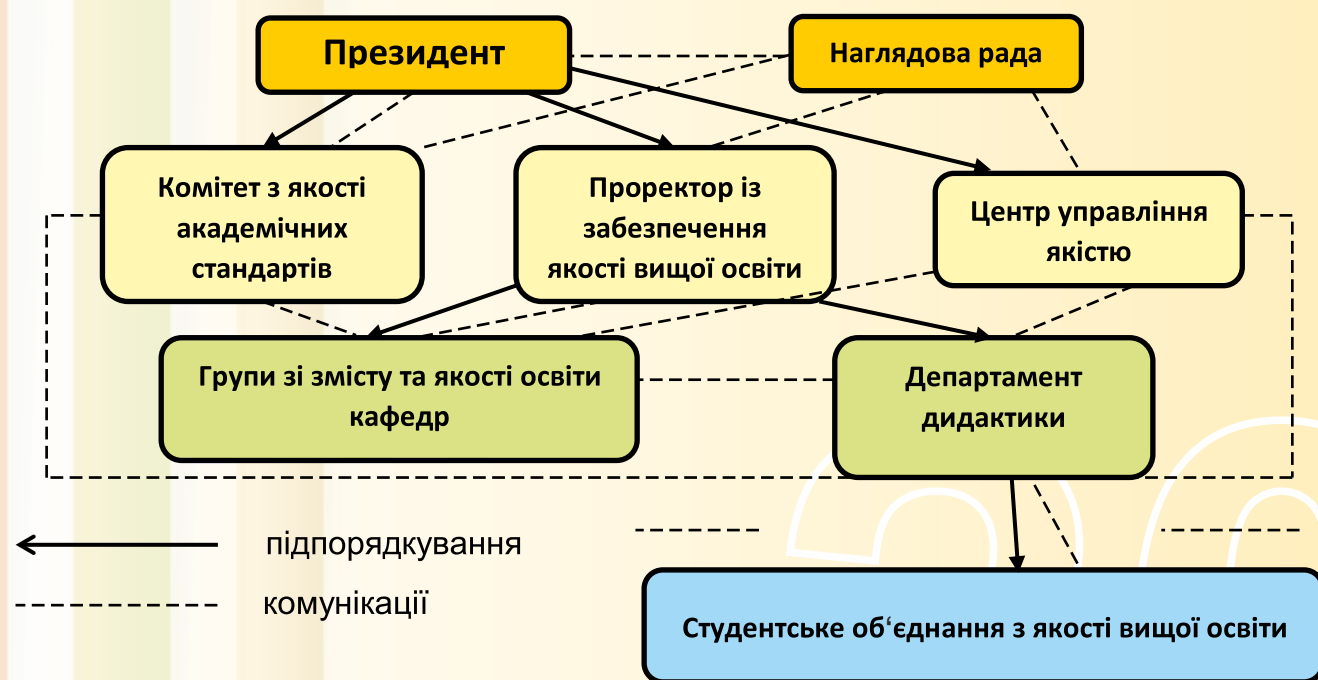 Президент
Наглядова рада
Комітет з якості
академічних
стандартів
Проректор із
забезпечення
якості вищої освіти
Центр управління
якістю
Групи зі змісту та якості освіти
кафедр
Департамент
дидактики
підпорядкування
комунікації
Студентське об‘єднання з якості вищої освіти